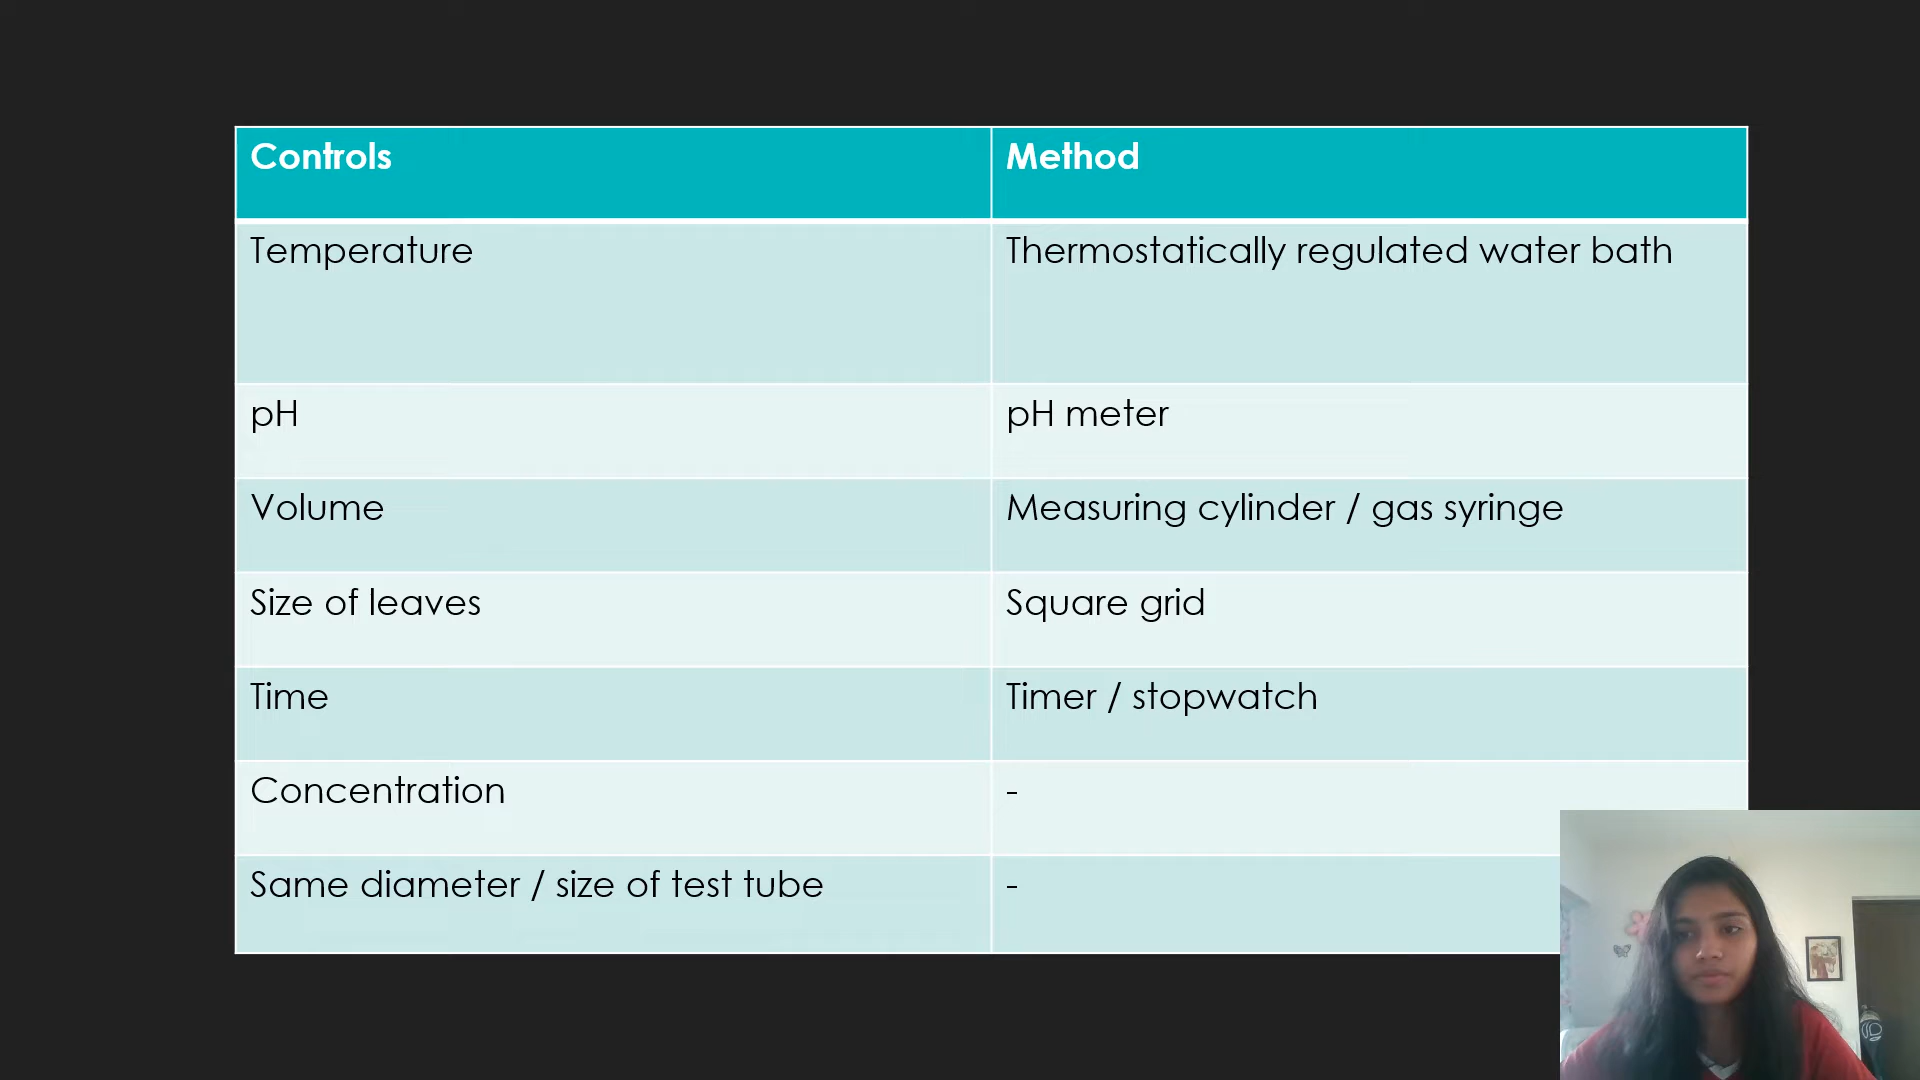 Controls
Method
Temperature
Thermostatically regulated water bath
pH
pH meter
Volume
Measuring cylinder / gas syringe
Size of leaves
Square grid
Time
Timer / stopwatch
Concentration
-
Same diameter / size of test tube
-